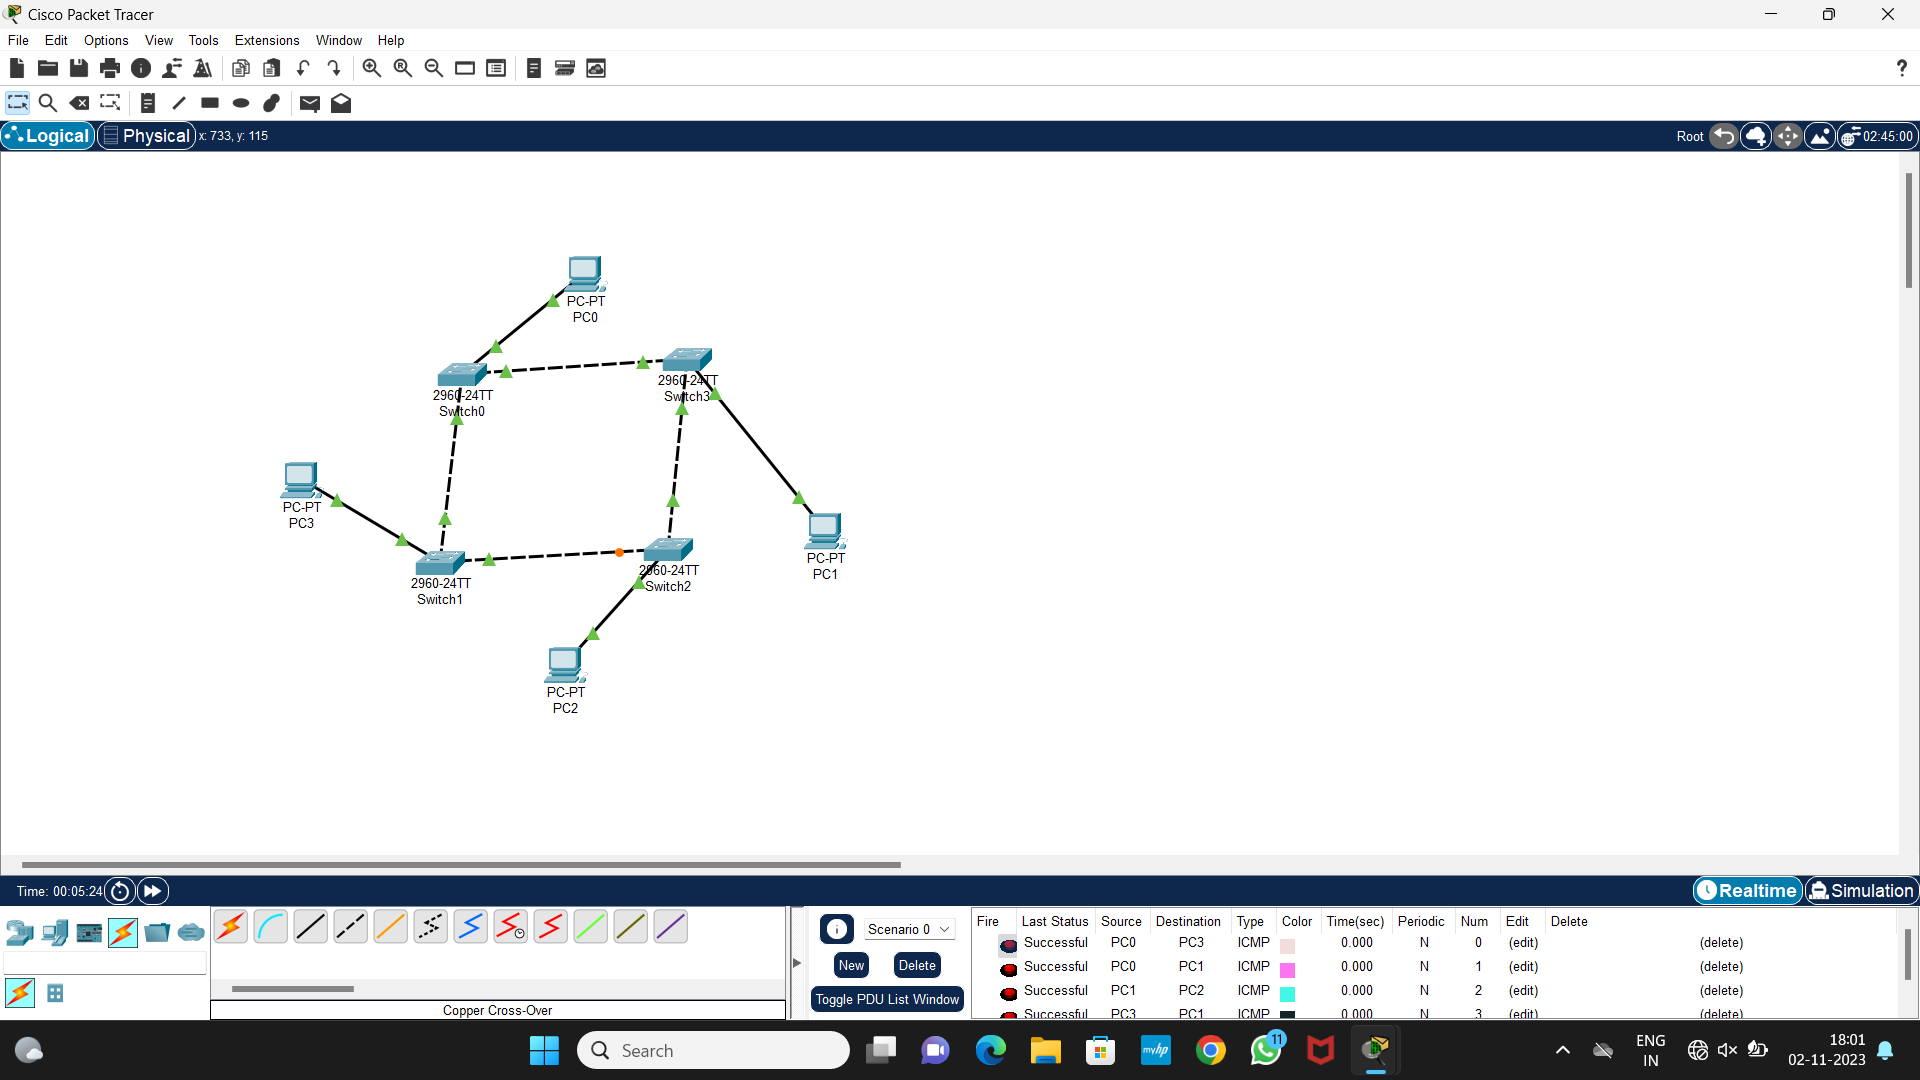 Cisco Packet Tracer
File Edit Options View Tools Extensions Window Help
?
Logical Physical x: 733, y: 115 Root 02:45:00
PC-PT
PC0
2960-24TT
Switch3
2960-24TT
Switch0
PC-PT
PC3
PC-PT
PC1
2960-24TT
Switch2
2960-24TT
Switch1
PC-PT
PC2
Time: 00:05:24 Realtime Simulation
Scenario 0
New Delete
Toggle PDU List Window
Copper Cross-Over
Fire Last Status Source Destination Type Color Time(sec) Periodic Num Edit Delete
Successful PC0 PC3 ICMP 0.000 N 0 (edit) (delete)
Successful PC0 PC1 ICMP 0.000 N 1 (edit) (delete)
Successful PC1 PC2 ICMP 0.000 N 2 (edit) (delete)
Successful PC3 PC1 ICMP 0.000 N 3 (edit) (delete)
Search
myhp
11
ENG
IN
18:01
02-11-2023